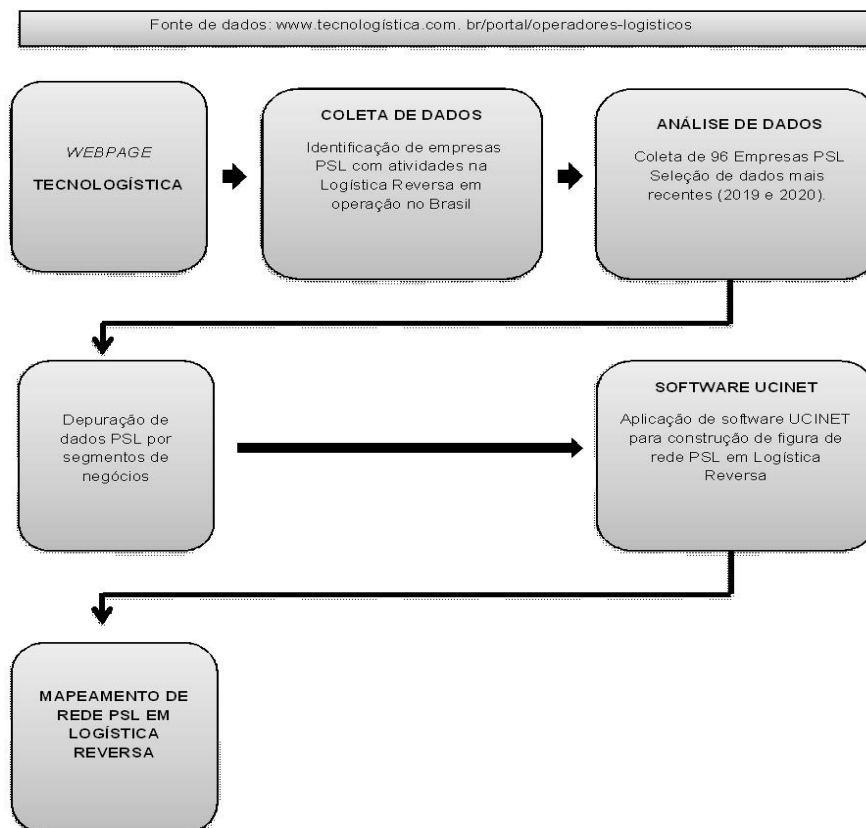 Fonte de dados: www.tecnologística.com. br/portal/operadores-logisticos
WEBPAGE
TECNOLOGÍSTICA
COLETA DE DADOS
Identificação de empresas
PSL com atividades na
Logística Reversa em
operação no Brasil
ANÁLISE DE DADOS
Coleta de 96 Empresas PSL
Seleção de dados mais
recentes (2019 e 2020).
Depuração de
dados PSL por
segmentos de
negócios
SOFTWARE UCINET
Aplicação de software UCINET
para construção de figura de
rede PSL em Logística
Reversa
MAPEAMENTO DE
REDE PSL EM
LOGÍSTICA
REVERSA